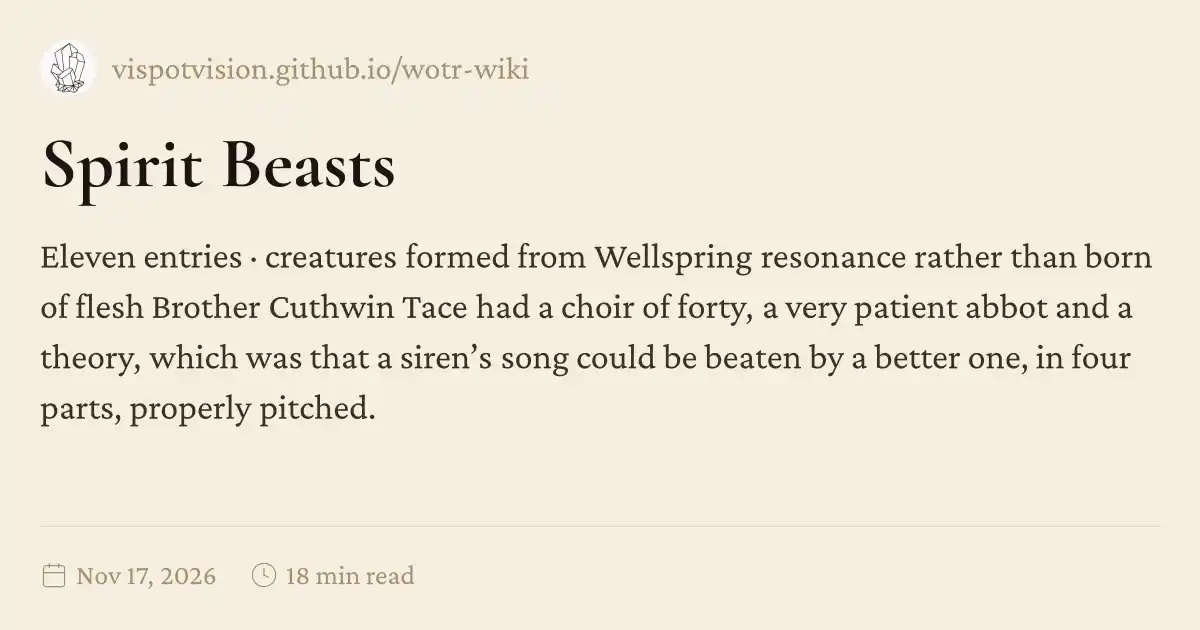 vispotvision.github.io/wotr-wiki
Spirit Beasts
Eleven entries · creatures formed from Wellspring resonance rather than born
of flesh Brother Cuthwin Tace had a choir of forty, a very patient abbot and a
theory, which was that a siren’s song could be beaten by a better one, in four
parts, properly pitched.
Nov 17, 2026
18 min read